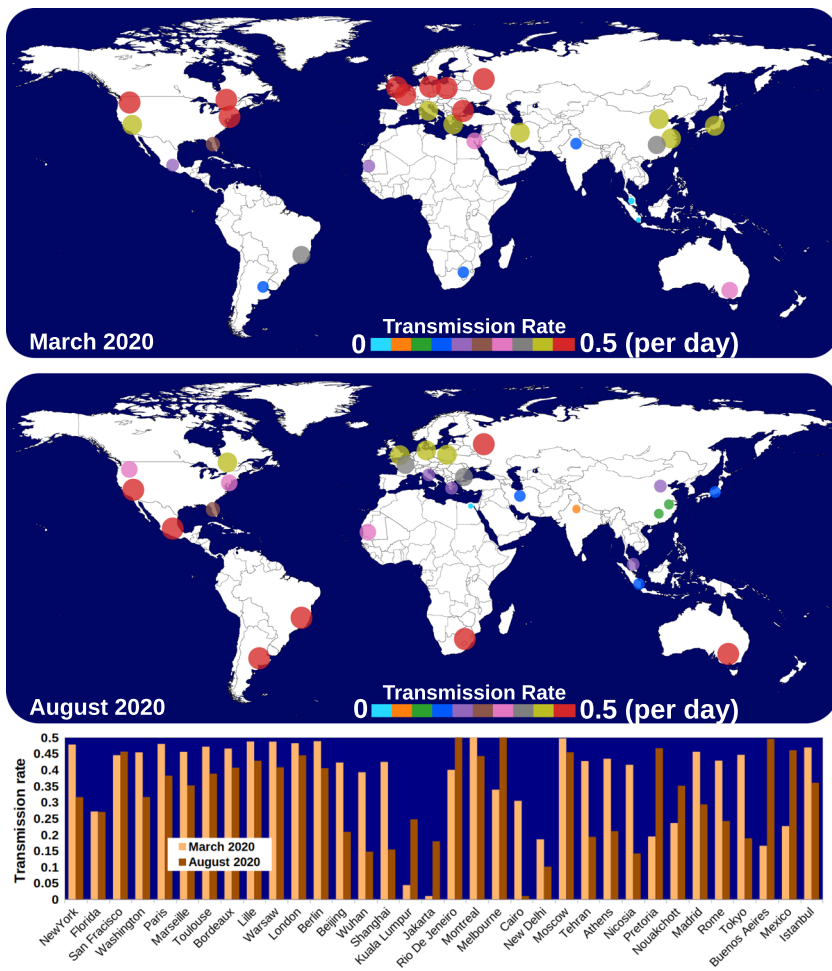 Transmission Rate
March 2020
0
0.5 (per day)
Transmission Rate
August 2020
0
0.5 (per day)
Transmission rate
0.5
0.45
0.4
0.35
0.3
0.25
0.2
0.15
0.1
0.05
0
March 2020
August 2020
NewYork
Florida
San Fracisco
Washington
Paris
Marseille
Toulouse
Bordeaux
Lille
Warsaw
London
Berlin
Beijing
Wuhan
Shanghai
Kuala Lumpur
Jakarta
Rio De Jineiro
Montreal
Melbourne
Cairo
New Delhi
Moscow
Tehran
Athens
Nicosia
Pretoria
Nouakchott
Madrid
Rome
Tokyo
Buenos Aeires
Mexico
Istanbul